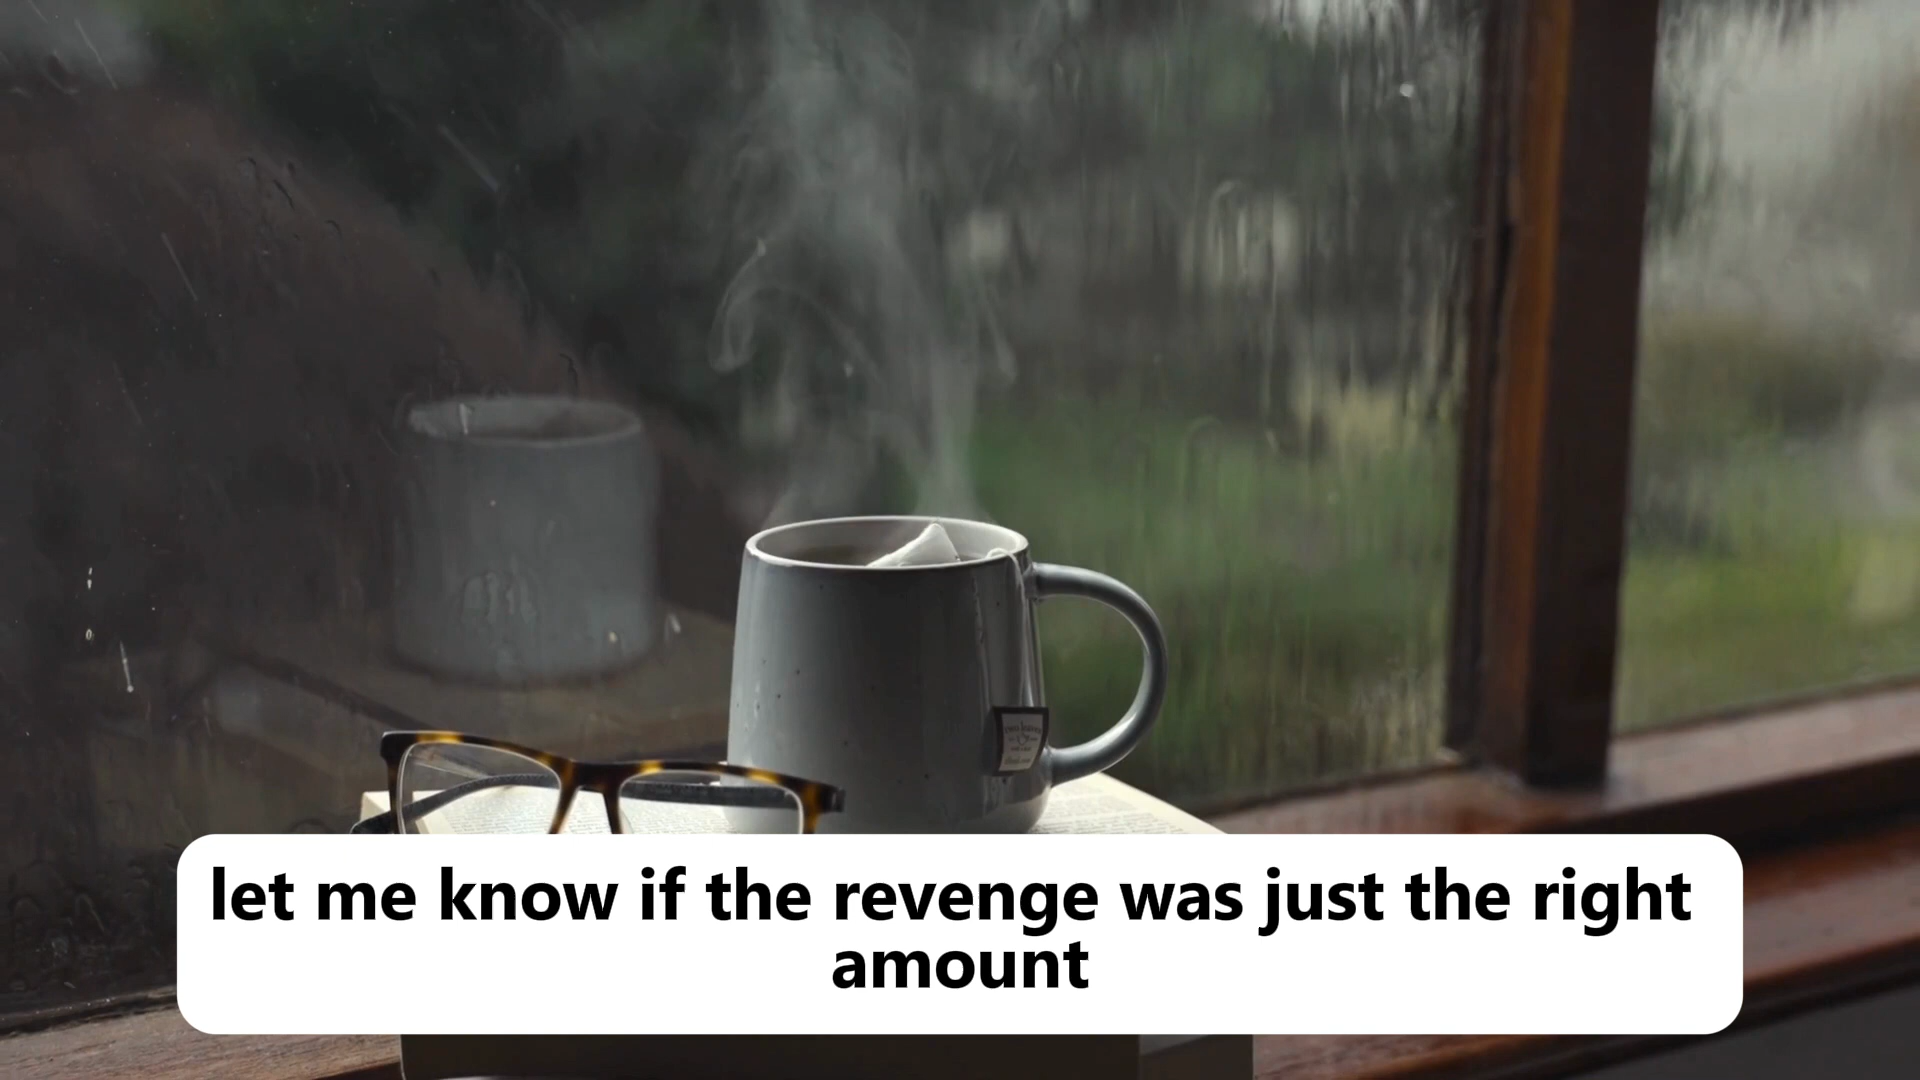 let me know if the revenge was just the right
amount